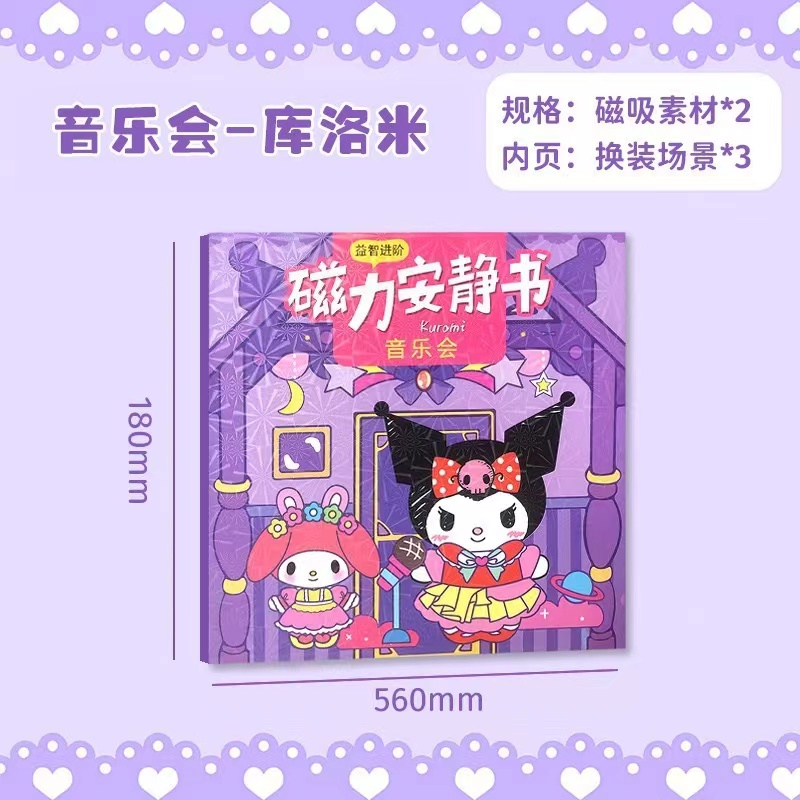 音乐会-库洛米
规格：磁吸素材*2
内页：换装场景*3
益智进阶
磁力安静书
Kuromi
音乐会
180mm
560mm